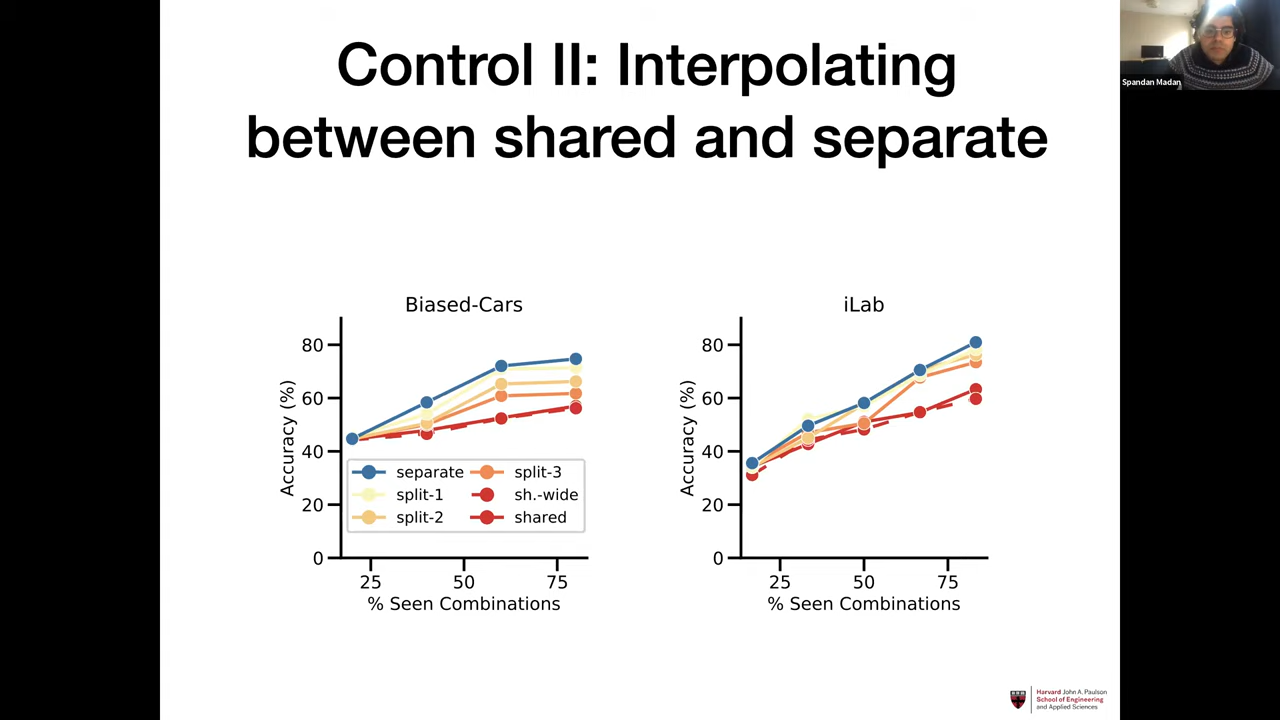 Control II: Interpolating
between shared and separate
Spandan Madan
Biased-Cars
80
60
40
20
0
Accuracy (%)
separate
split-1
split-2
split-3
sh.-wide
shared
25 50 75
% Seen Combinations
iLab
80
60
40
20
0
Accuracy (%)
25 50 75
% Seen Combinations
Harvard John A. Paulson
School of Engineering
and Applied Sciences